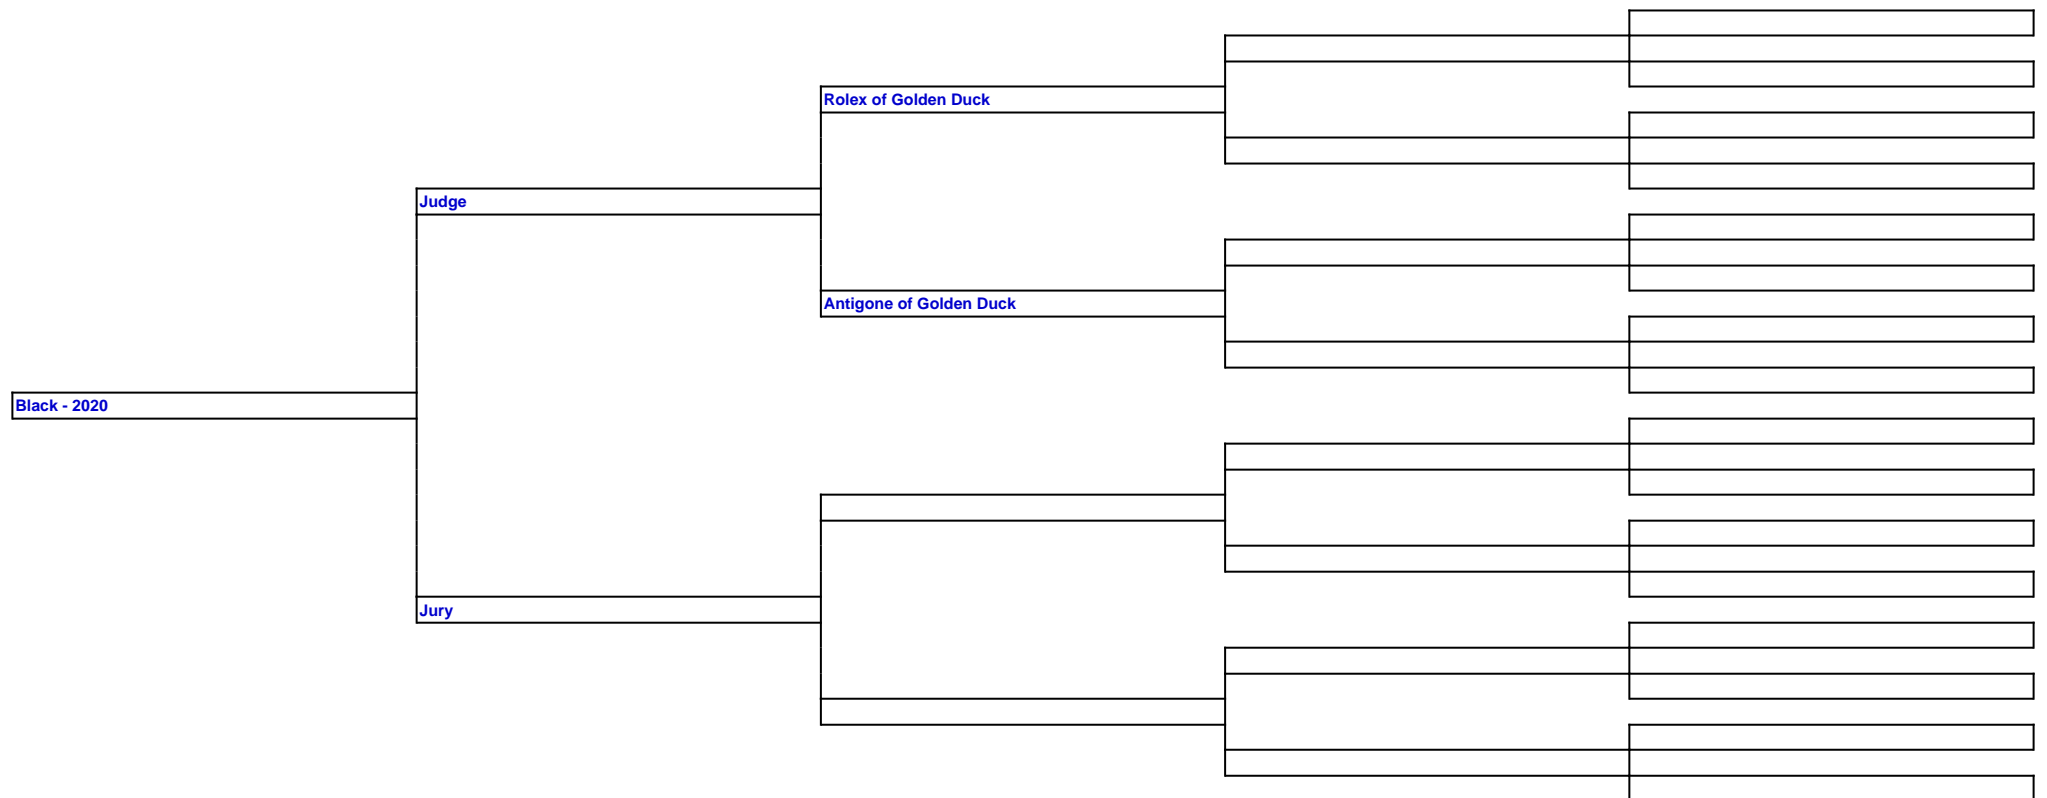 Rolex of Golden Duck
Judge
Antigone of Golden Duck
Black - 2020
Jury